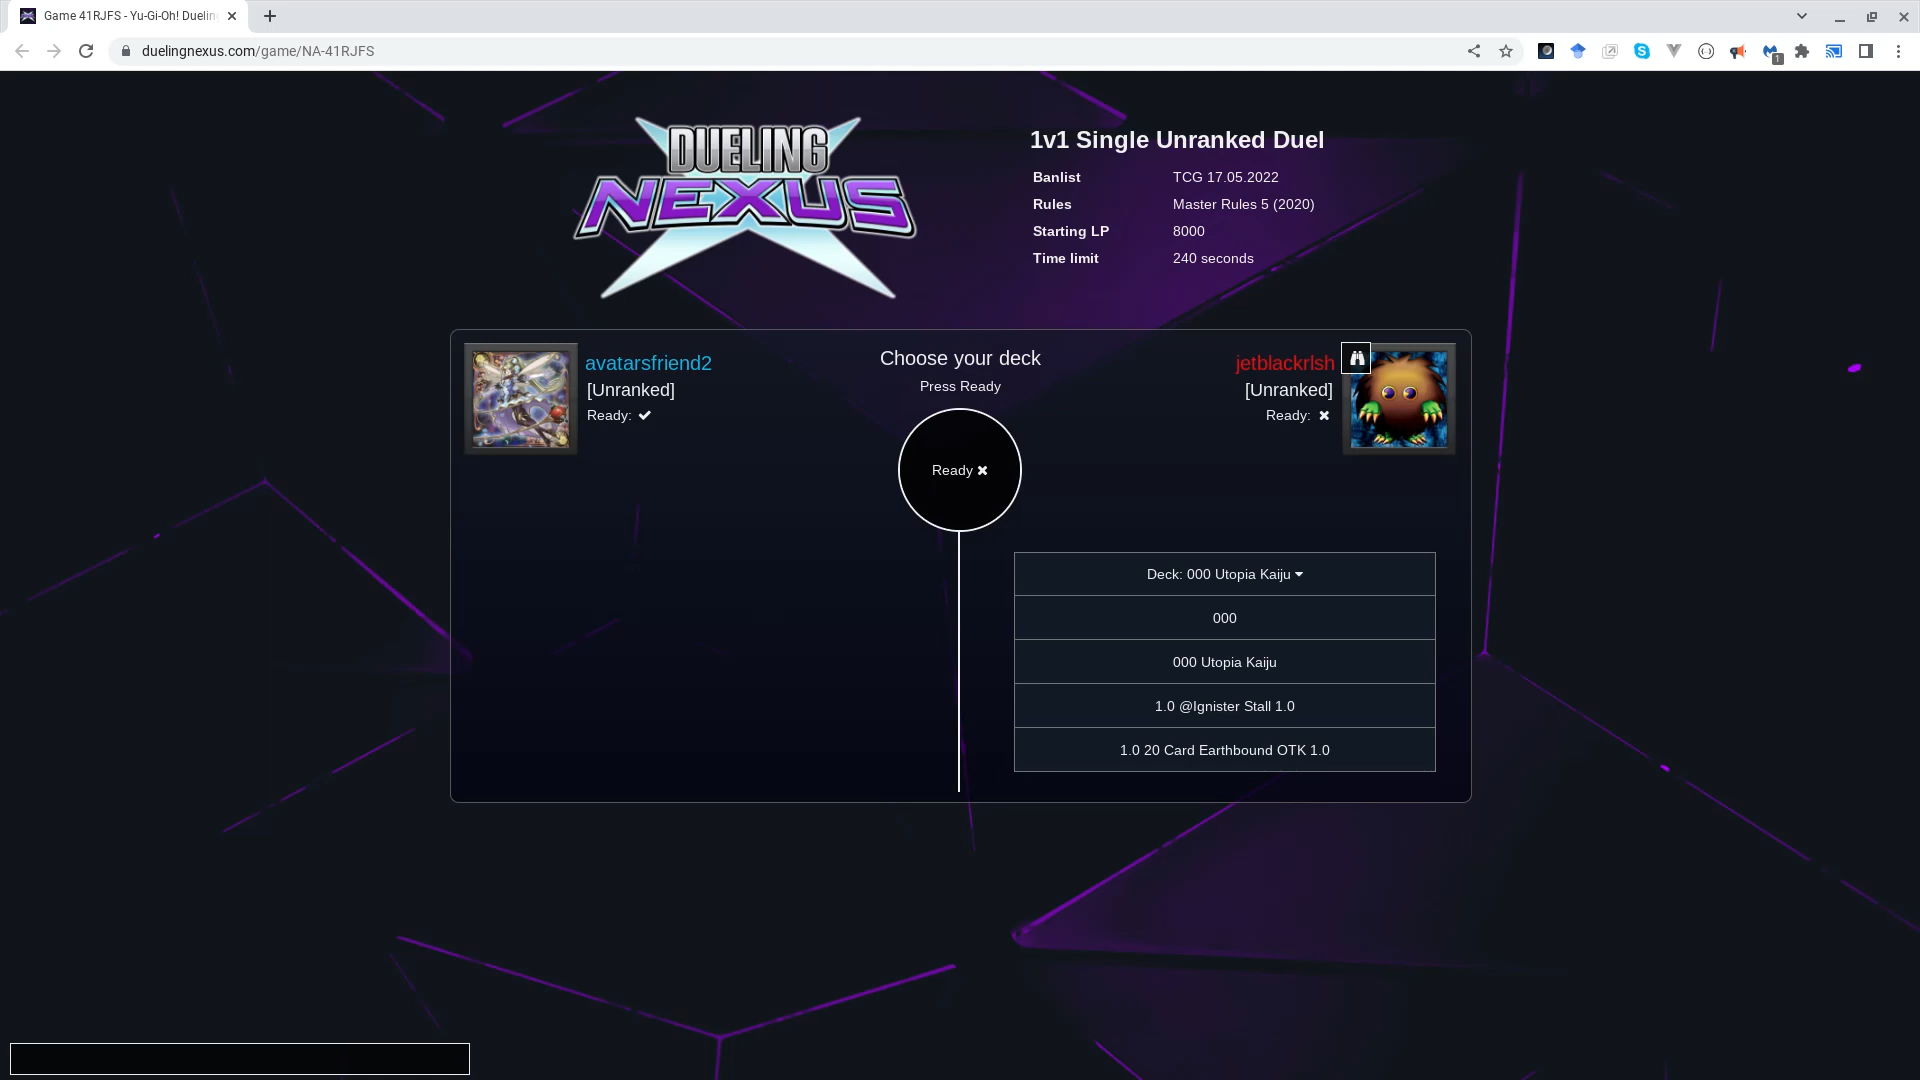 Game 41RJFS - Yu-Gi-Oh! Duelin
duelingnexus.com/game/NA-41RJFS
1
DUELING
NEXUS
1v1 Single Unranked Duel
Banlist TCG 17.05.2022
Rules Master Rules 5 (2020)
Starting LP 8000
Time limit 240 seconds
avatarsfriend2
[Unranked]
Ready:
Choose your deck
Press Ready
Ready
jetblackrlsh
[Unranked]
Ready:
Deck: 000 Utopia Kaiju
000
000 Utopia Kaiju
1.0 @Ignister Stall 1.0
1.0 20 Card Earthbound OTK 1.0